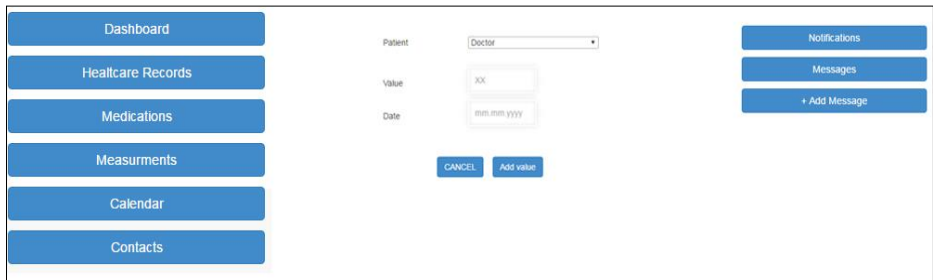 Dashboard
Healtcare Records
Medications
Measurments
Calendar
Contacts
Patient Doctor
Value XX
Date mm.mm.yyyy
CANCEL Add value
Notifications
Messages
+ Add Message